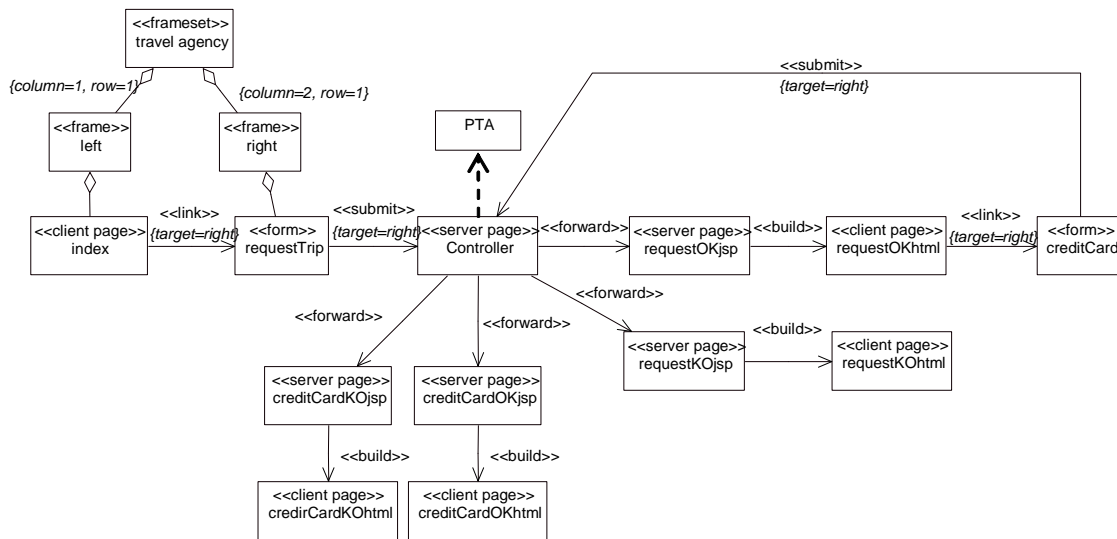 <<frameset>>
travel agency
{column=1, row=1}
{column=2, row=1}
<<submit>>
{target=right}
<<frame>>
left
<<frame>>
right
PTA
<<client page>>
index
<<link>>
{target=right}
<<form>>
requestTrip
<<submit>>
{target=right}
<<server page>>
Controller
<<forward>>
<<server page>>
requestOKjsp
<<build>>
<<client page>>
requestOKhtml
<<link>>
{target=right}
<<form>>
creditCard
<<forward>>
<<forward>>
<<forward>>
<<server page>>
requestKOjsp
<<build>>
<<client page>>
requestKOhtml
<<server page>>
creditCardKOjsp
<<server page>>
creditCardOKjsp
<<build>>
<<build>>
<<client page>>
credirCardKOhtml
<<client page>>
creditCardOKhtml